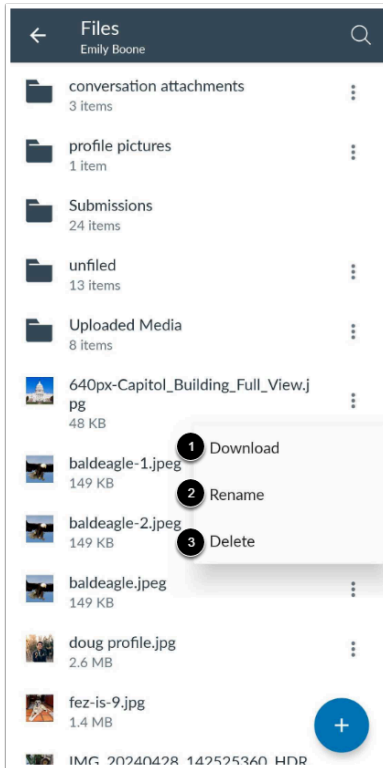 Files
Emily Boone
conversation attachments
3 items
profile pictures
1 item
Submissions
24 items
unfiled
13 items
Uploaded Media
8 items
640px-Capitol_Building_Full_View.j
pg
48 KB
1 Download
baldeagle-1.jpeg
149 KB
2 Rename
baldeagle-2.jpeg
149 KB
3 Delete
baldeagle.jpeg
149 KB
doug profile.jpg
2.6 MB
fez-is-9.jpg
1.4 MB
IMG_20240428_142525360_HDR